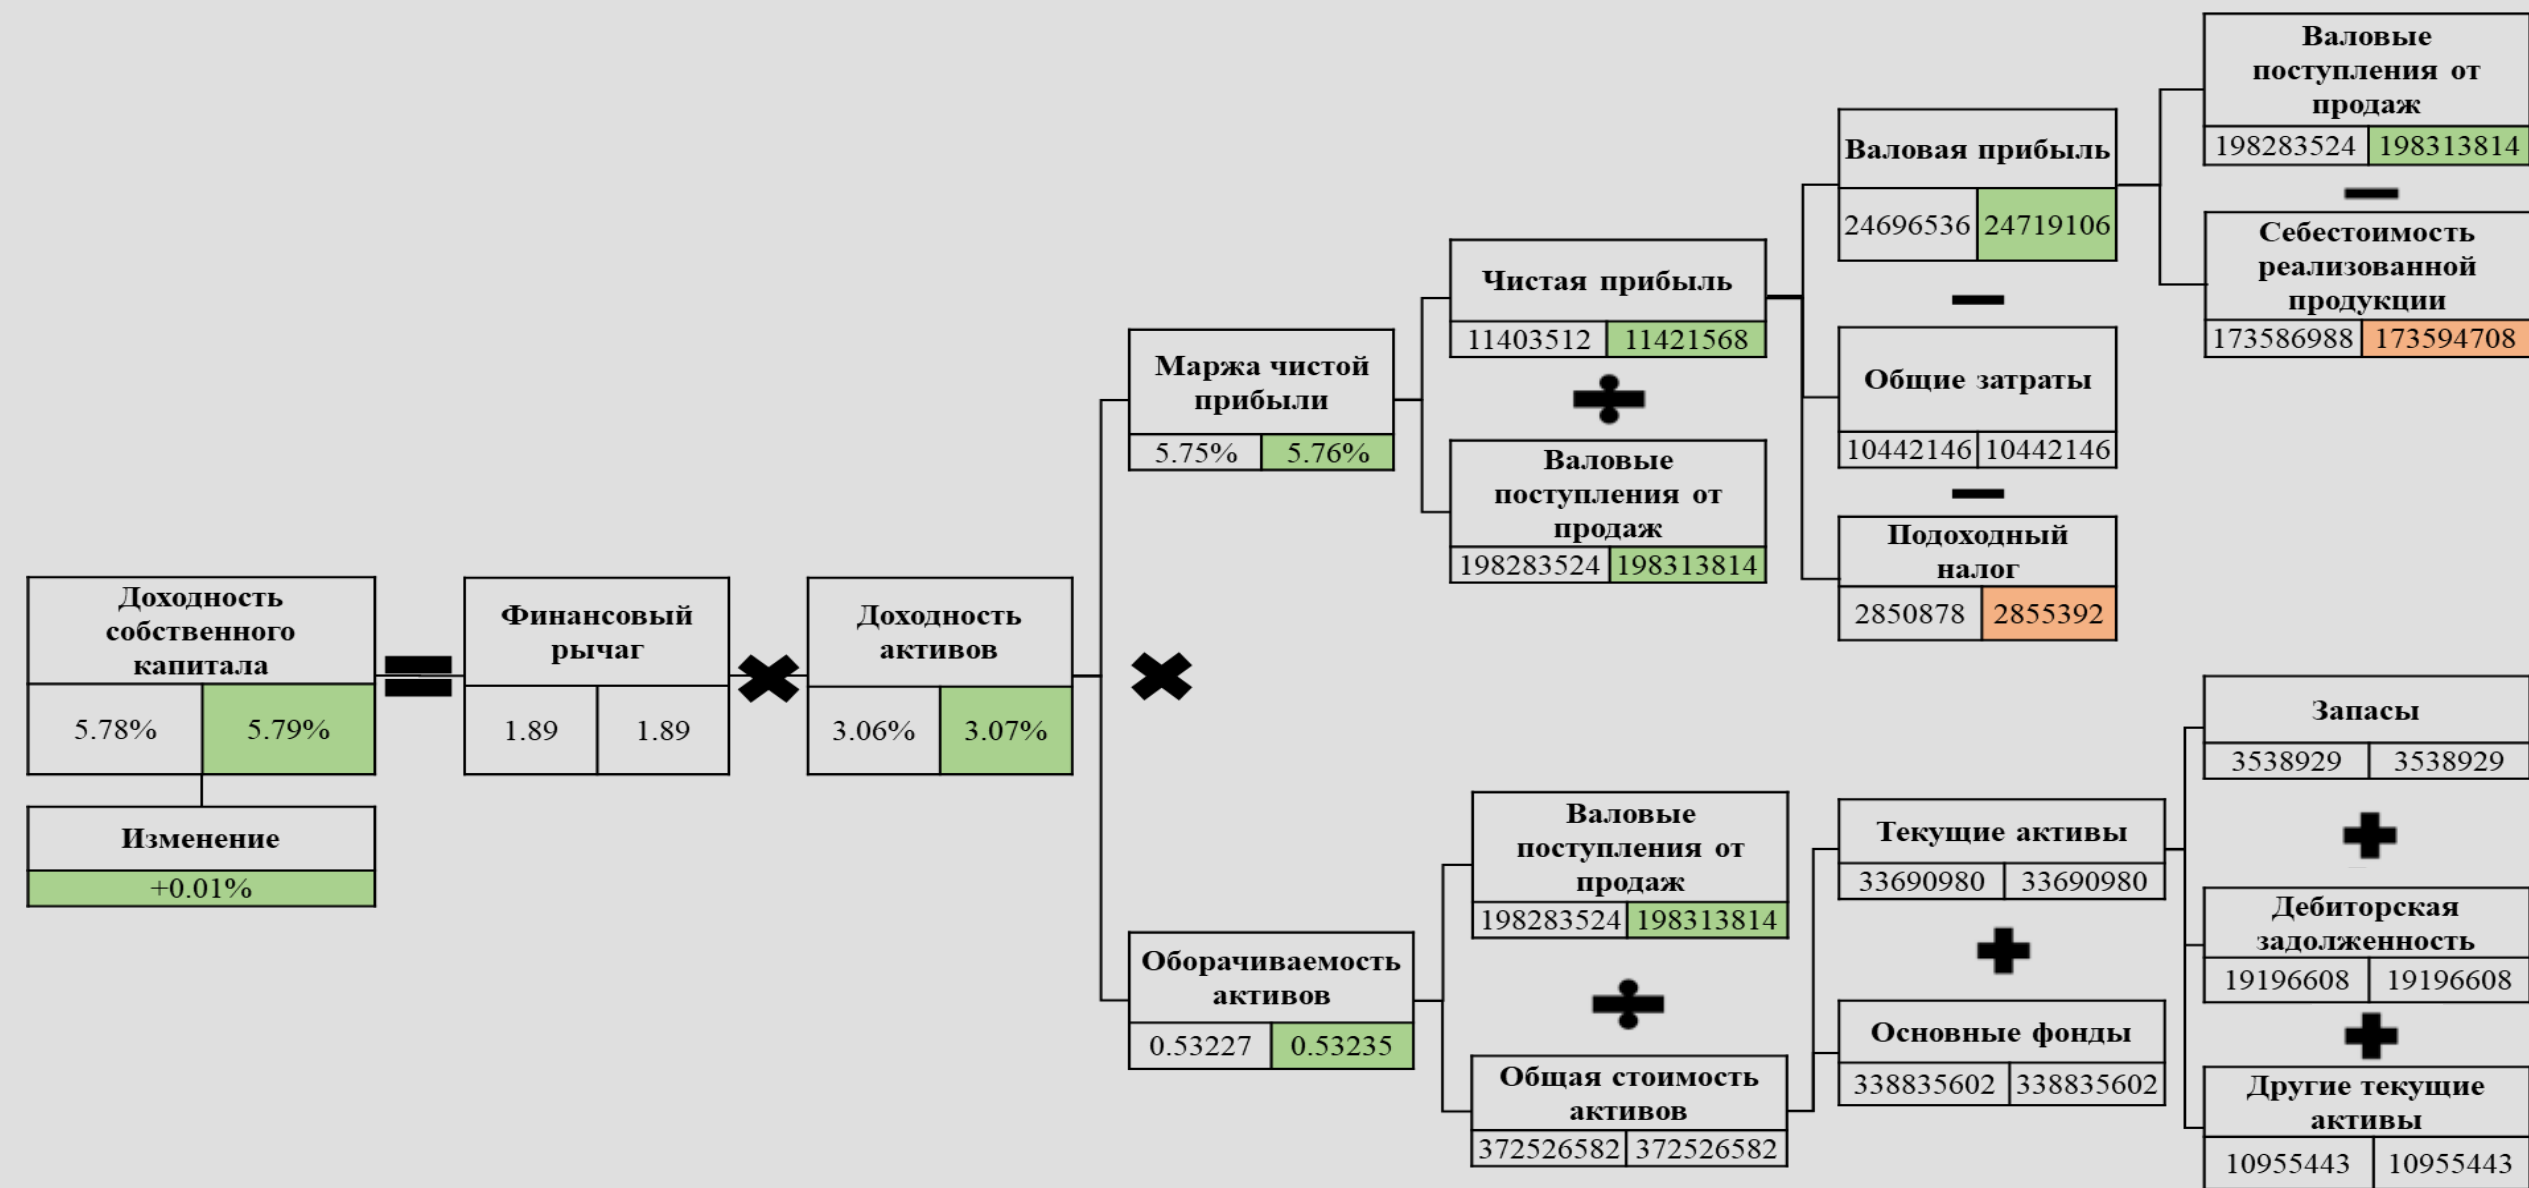 Валовые
поступления от
продаж
198283524 198313814
Валовая прибыль
24696536 24719106
Себестоимость
реализованной
продукции
173586988 173594708
Чистая прибыль
11403512 11421568
Маржа чистой
прибыли
5.75% 5.76%
Общие затраты
10442146 10442146
Валовые
поступления от
продаж
198283524 198313814
Подоходный
налог
2850878 2855392
Доходность
собственного
капитала
5.78% 5.79%
Финансовый
рычаг
1.89 1.89
Доходность
активов
3.06% 3.07%
Изменение
+0.01%
Запасы
3538929 3538929
Валовые
поступления от
продаж
198283524 198313814
Текущие активы
33690980 33690980
Дебиторская
задолженность
19196608 19196608
Оборачиваемость
активов
0.53227 0.53235
Основные фонды
338835602 338835602
Общая стоимость
активов
372526582 372526582
Другие текущие
активы
10955443 10955443